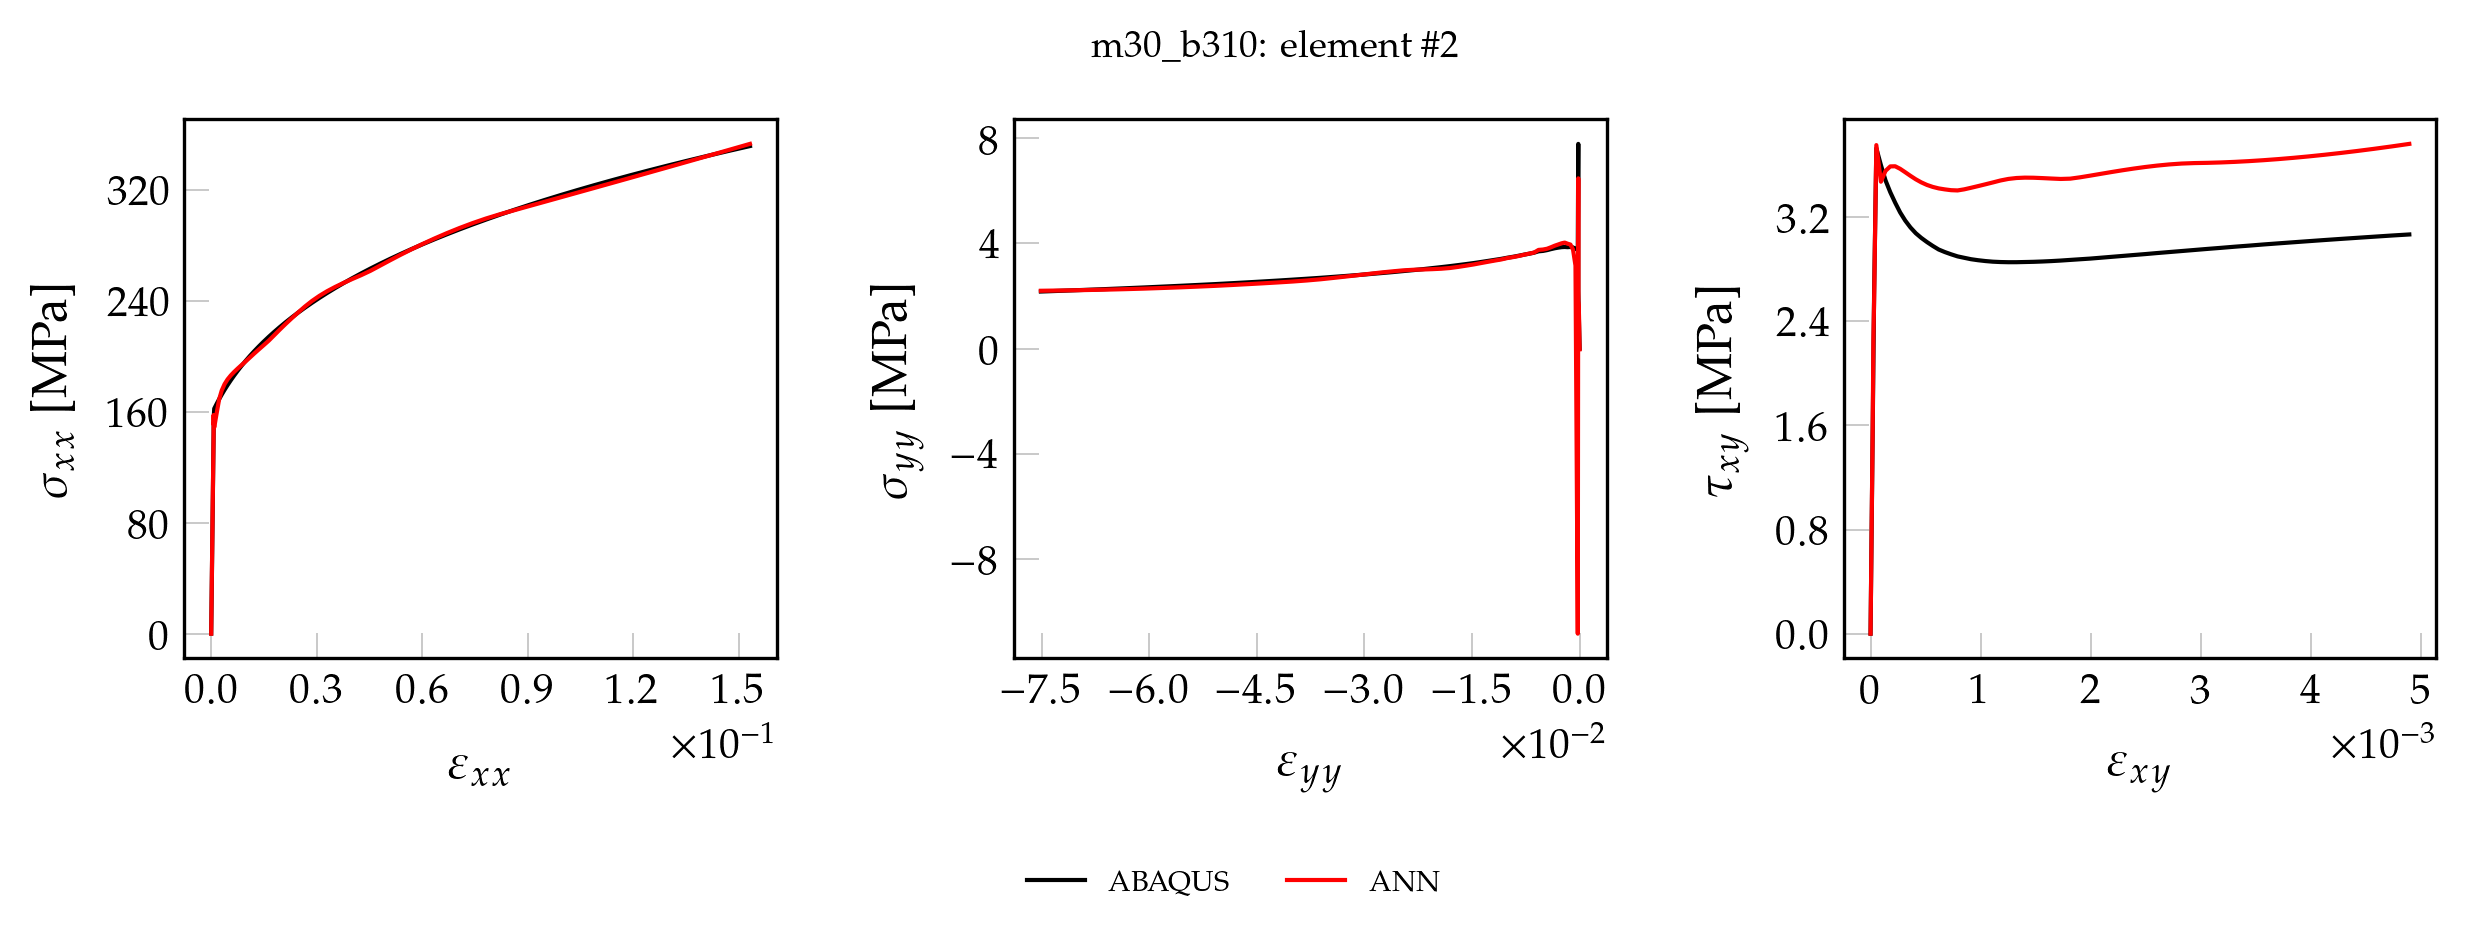 m30_b310: element #2
σxx [MPa]
320
240
160
80
0
0.0 0.3 0.6 0.9 1.2 1.5
×10−1
εxx
σyy [MPa]
8
4
0
−4
−8
−7.5 −6.0 −4.5 −3.0 −1.5 0.0
×10−2
εyy
τxy [MPa]
3.2
2.4
1.6
0.8
0.0
0 1 2 3 4 5
×10−3
εxy
ABAQUS ANN